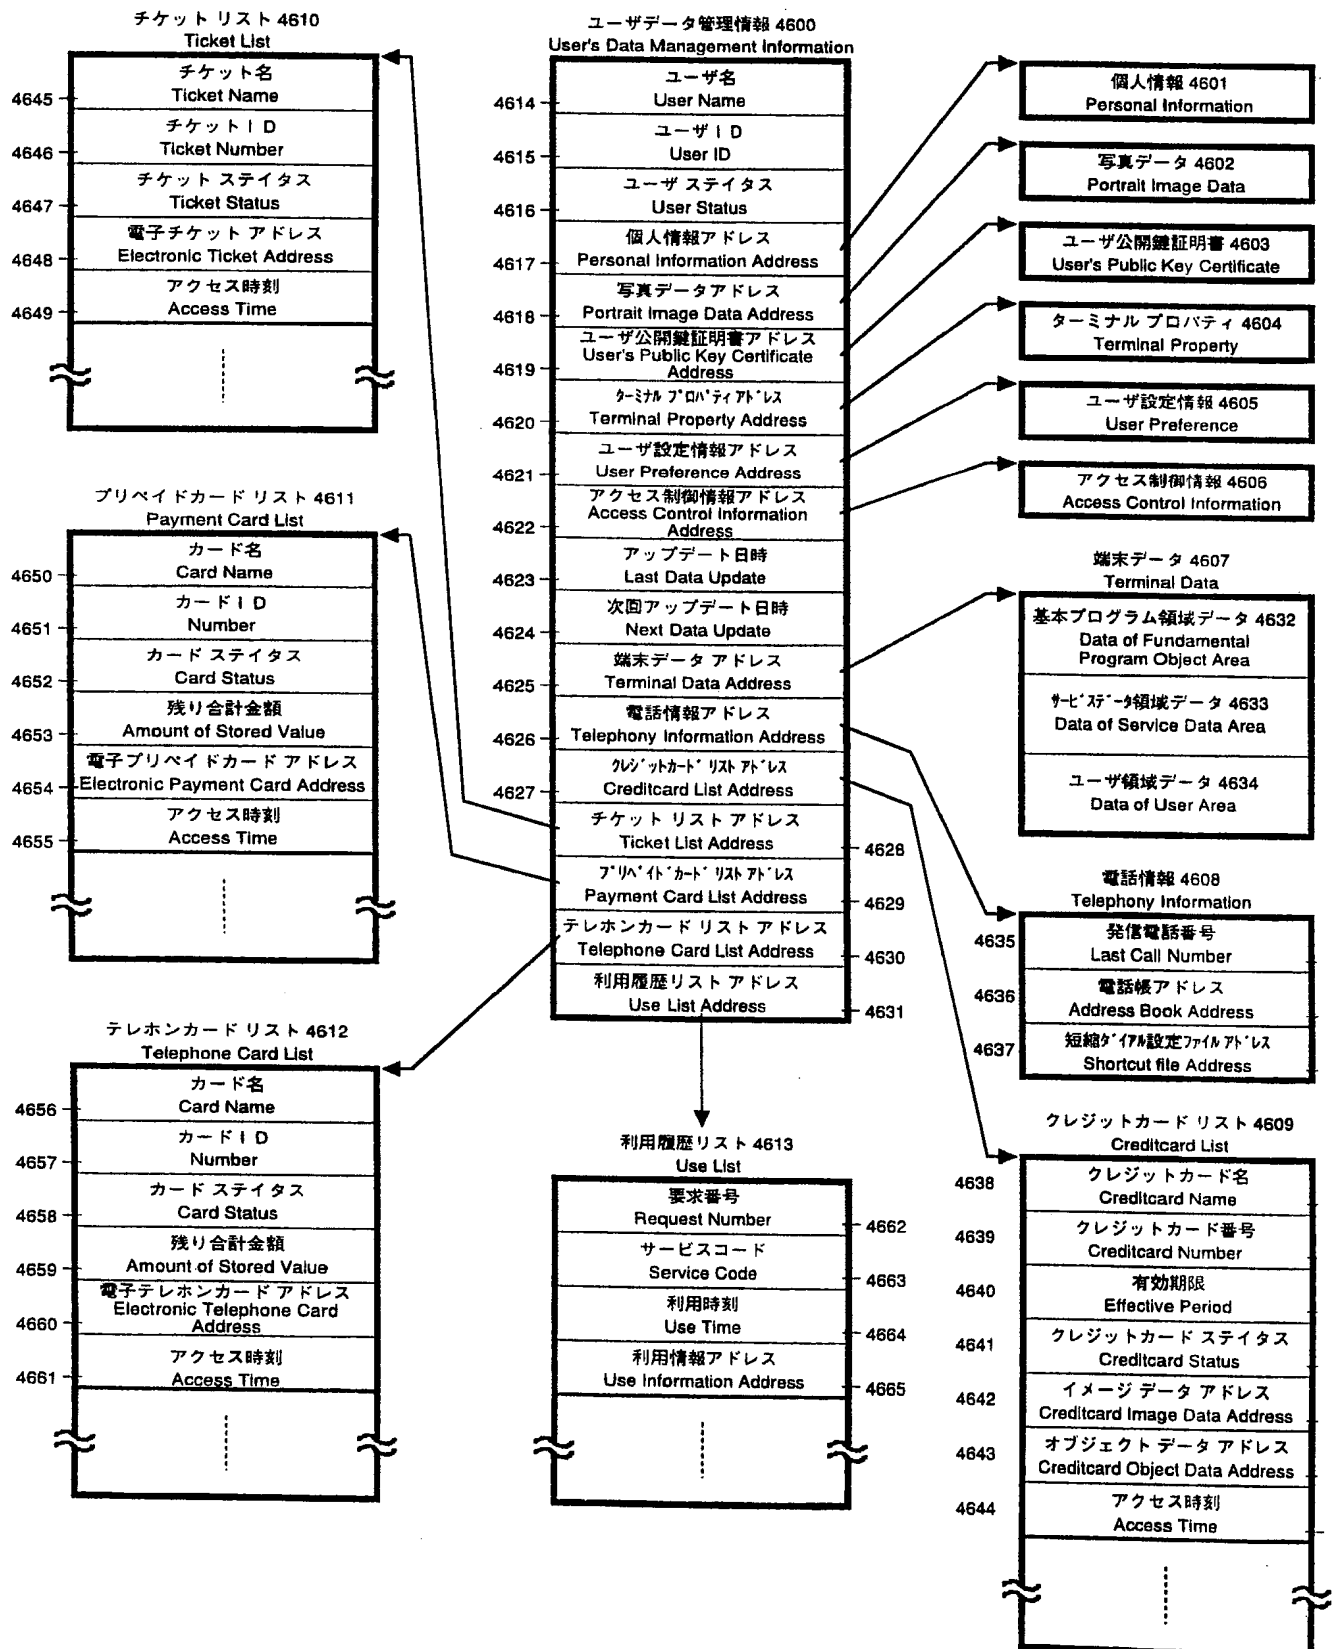 チケット リスト 4610
Ticket List
チケット名
Ticket Name
4645
チケットＩＤ
Ticket Number
4646
チケット ステイタス
Ticket Status
4647
電子チケット アドレス
Electronic Ticket Address
4648
アクセス時刻
Access Time
4649
プリペイドカード リスト 4611
Payment Card List
カード名
Card Name
4650
カードＩＤ
Number
4651
カード ステイタス
Card Status
4652
残り合計金額
Amount of Stored Value
4653
電子プリペイドカード アドレス
Electronic Payment Card Address
4654
アクセス時刻
Access Time
4655
テレホンカード リスト 4612
Telephone Card List
カード名
Card Name
4656
カードＩＤ
Number
4657
カード ステイタス
Card Status
4658
残り合計金額
Amount of Stored Value
4659
電子テレホンカード アドレス
Electronic Telephone Card
Address
4660
アクセス時刻
Access Time
4661
ユーザデータ管理情報 4600
User's Data Management Information
ユーザ名
User Name
4614
ユーザＩＤ
User ID
4615
ユーザ ステイタス
User Status
4616
個人情報アドレス
Personal Information Address
4617
写真データアドレス
Portrait Image Data Address
4618
ユーザ公開鍵証明書アドレス
User's Public Key Certificate
Address
4619
ﾀｰﾐﾅﾙ ﾌﾟﾛﾊﾟﾃｨ ｱﾄﾞﾚｽ
Terminal Property Address
4620
ユーザ設定情報アドレス
User Preference Address
4621
アクセス制御情報アドレス
Access Control Information
Address
4622
アップデート日時
Last Data Update
4623
次回アップデート日時
Next Data Update
4624
端末データ アドレス
Terminal Data Address
4625
電話情報アドレス
Telephony Information Address
4626
ｸﾚｼﾞｯﾄｶｰﾄﾞ ﾘｽﾄ ｱﾄﾞﾚｽ
Creditcard List Address
4627
チケット リスト アドレス
Ticket List Address
4628
ﾌﾟﾘﾍﾟｲﾄﾞｶｰﾄﾞ ﾘｽﾄ ｱﾄﾞﾚｽ
Payment Card List Address
4629
テレホンカード リスト アドレス
Telephone Card List Address
4630
利用履歴リスト アドレス
Use List Address
4631
利用履歴リスト 4613
Use List
要求番号
Request Number
4662
サービスコード
Service Code
4663
利用時刻
Use Time
4664
利用情報アドレス
Use Information Address
4665
個人情報 4601
Personal Information
写真データ 4602
Portrait Image Data
ユーザ公開鍵証明書 4603
User's Public Key Certificate
ターミナル プロパティ 4604
Terminal Property
ユーザ設定情報 4605
User Preference
アクセス制御情報 4606
Access Control Information
端末データ 4607
Terminal Data
基本プログラム領域データ 4632
Data of Fundamental
Program Object Area
ｻｰﾋﾞｽﾃﾞｰﾀ領域データ 4633
Data of Service Data Area
ユーザ領域データ 4634
Data of User Area
電話情報 4608
Telephony Information
4635
発信電話番号
Last Call Number
4636
電話帳アドレス
Address Book Address
4637
短縮ﾀﾞｲｱﾙ設定ﾌｧｲﾙ ｱﾄﾞﾚｽ
Shortcut file Address
クレジットカード リスト 4609
Creditcard List
4638
クレジットカード名
Creditcard Name
4639
クレジットカード番号
Creditcard Number
4640
有効期限
Effective Period
4641
クレジットカード ステイタス
Creditcard Status
4642
イメージ データ アドレス
Creditcard Image Data Address
4643
オブジェクト データ アドレス
Creditcard Object Data Address
4644
アクセス時刻
Access Time